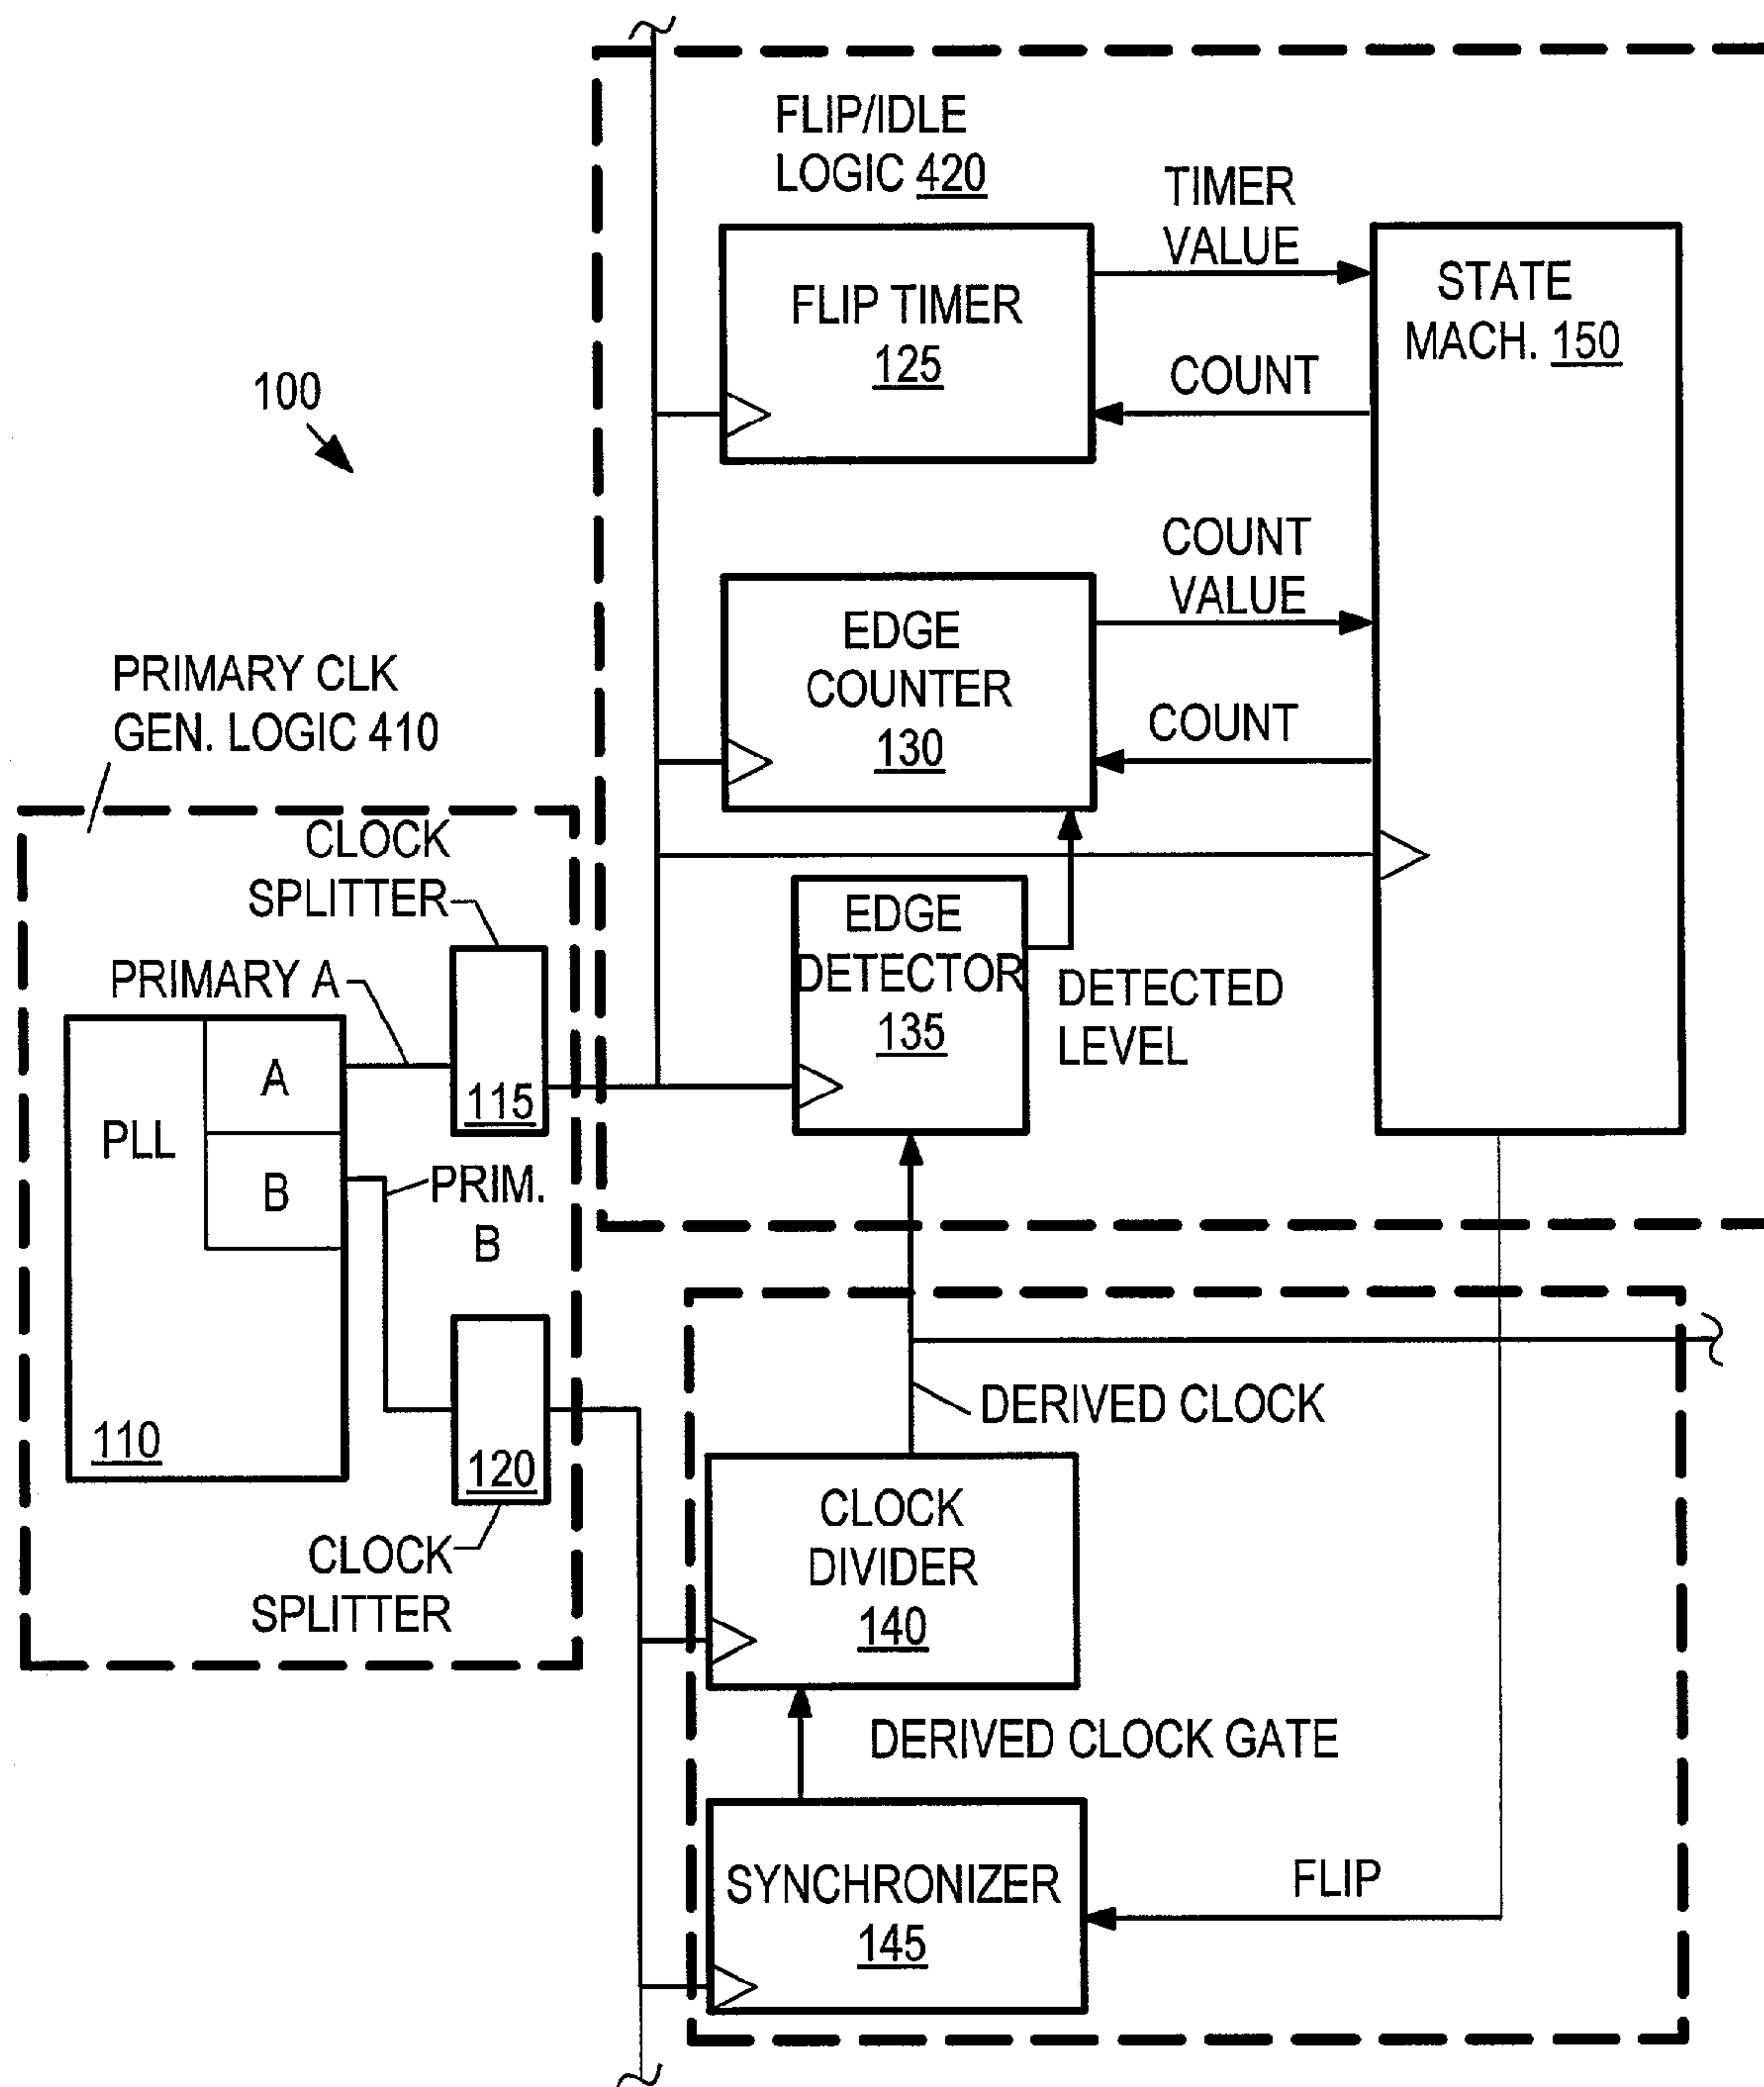 FLIP/IDLE
LOGIC 420
TIMER
VALUE
FLIP TIMER
125
STATE
MACH. 150
COUNT
100
COUNT
VALUE
EDGE
COUNTER
130
COUNT
PRIMARY CLK
GEN. LOGIC 410
CLOCK
SPLITTER
EDGE
DETECTOR
135
DETECTED
LEVEL
PRIMARY A
115
PLL
A
B
110
PRIM.
B
120
CLOCK
SPLITTER
DERIVED CLOCK
CLOCK
DIVIDER
140
DERIVED CLOCK GATE
SYNCHRONIZER
145
FLIP